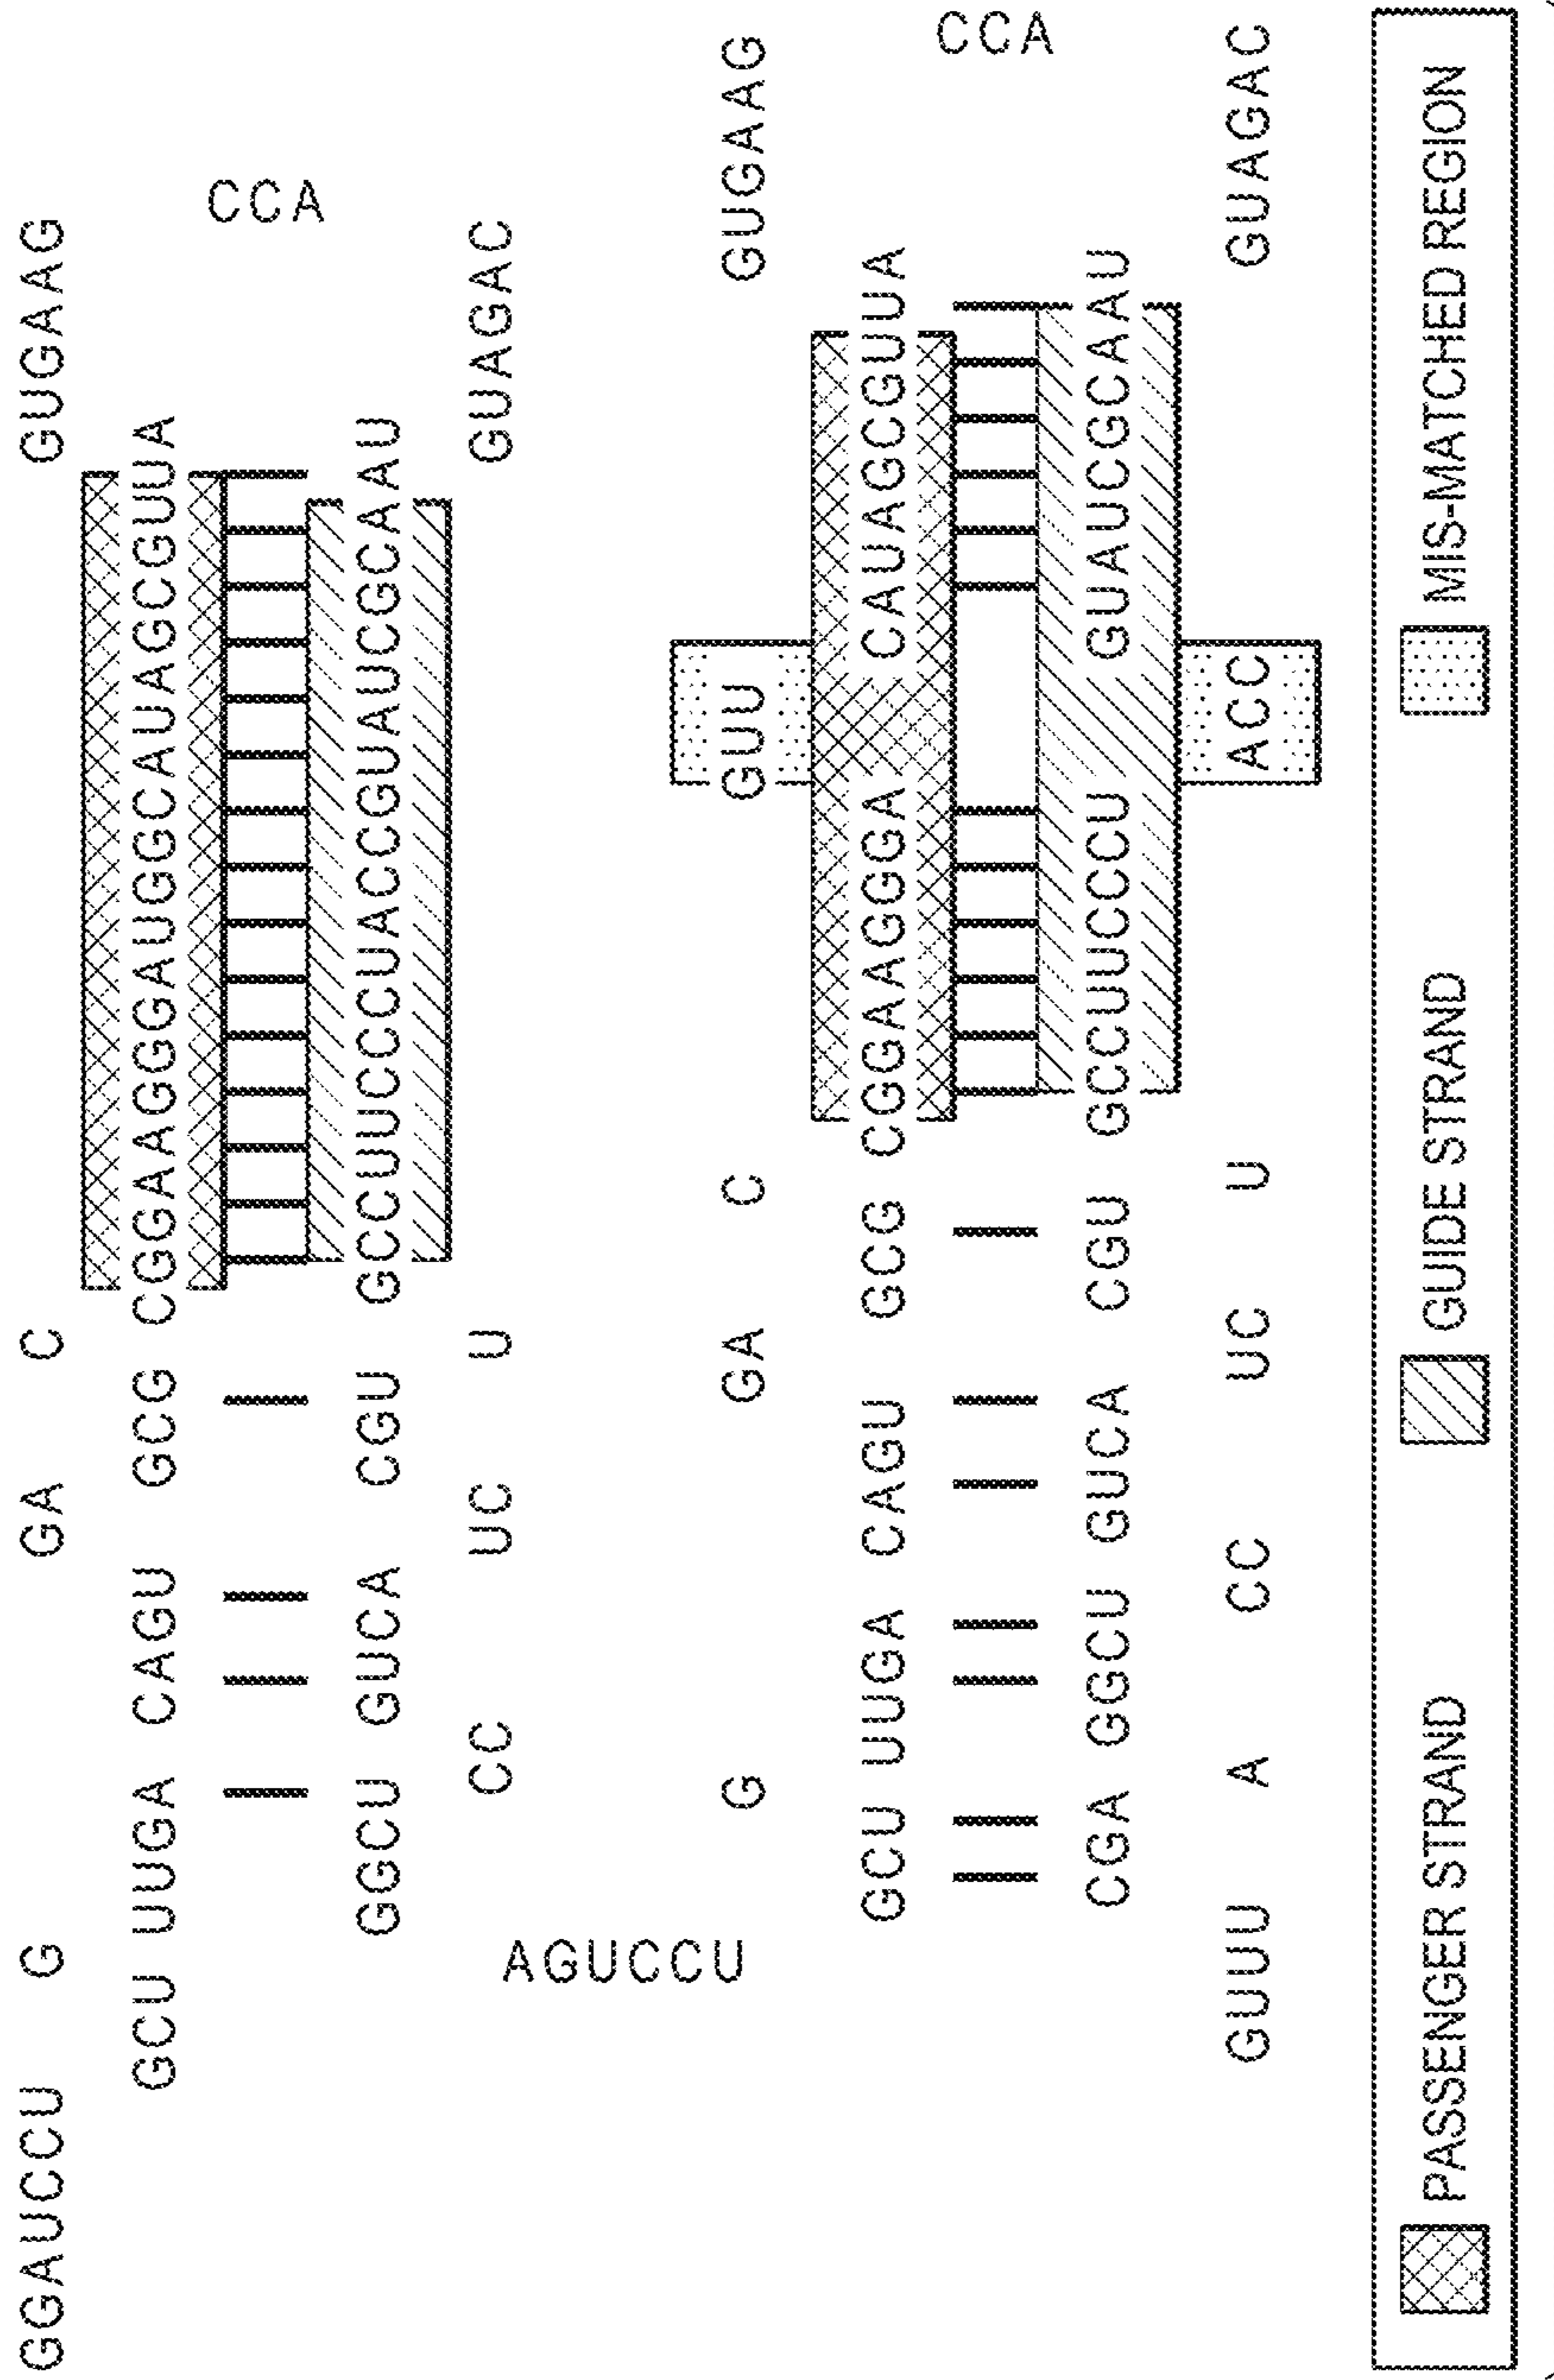 GGAUCCU G GA C GUGAAG
GCU UUGA CAGU GCG CGGAAGGGAUGGCAUAGCGUUA
CCA
GGCU GUCA CGU GCCUUCCCUACCGUAUCGCAAU
CC UC U GUAGAC
AGUCCU
G GA C GUU GUGAAG
GCU UUGA CAGU GCG CGGAAGGGA CAUAGCGUUA
CCA
CGA GGCU GUCA CGU GCCUUCCCU GUAUCGCAAU
GUUU A CC UC U ACC GUAGAC
PASSENGER STRAND GUIDE STRAND MIS-MATCHED REGION